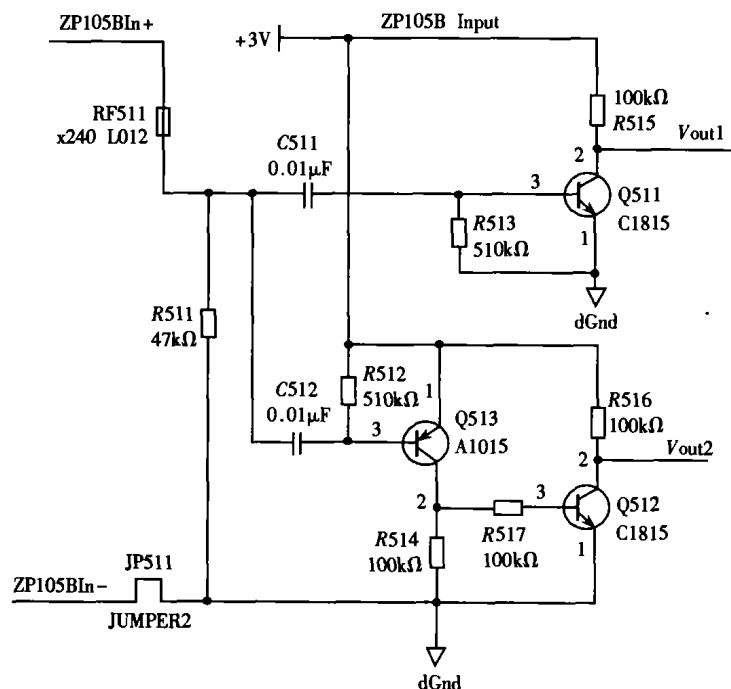 ZP105BIn+
ZP105B Input
+3V
RF511
x240 L012
C511
0.01μF
100kΩ
R515
Vout1
2
3
Q511
C1815
1
R513
510kΩ
dGnd
R511
47kΩ
R512
510kΩ
C512
0.01μF
1
3
Q513
A1015
2
R516
100kΩ
Vout2
2
3
Q512
C1815
1
R517
100kΩ
R514
100kΩ
JP511
ZP105BIn−
JUMPER2
dGnd